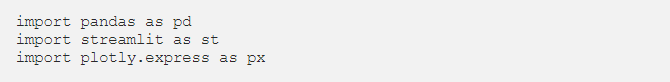 import pandas as pd
import streamlit as st
import plotly.express as px